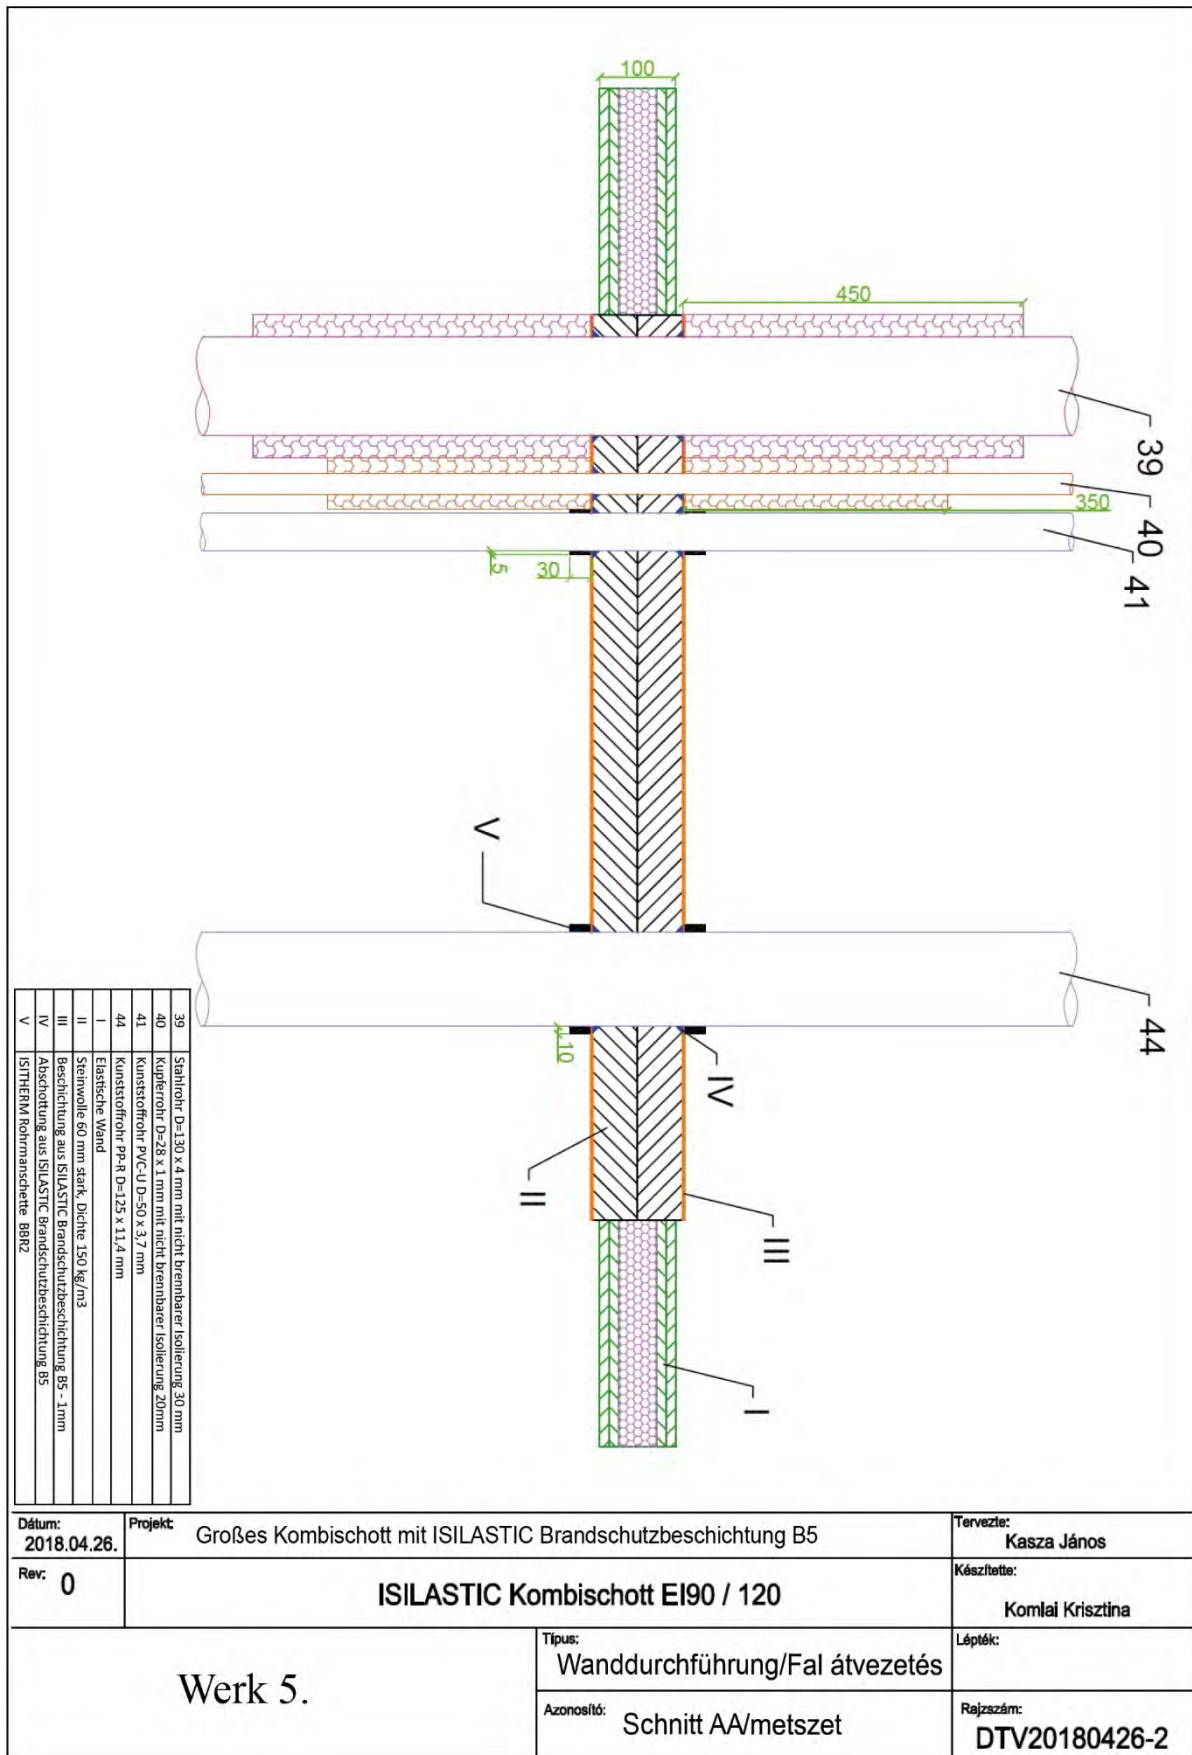 100
450
39
40
350
41
5
30
V
44
10
IV
II
III
I
39 Stahlrohr D=130 x 4 mm mit nicht brennbarer Isolierung 30 mm
40 Kupferrohr D=28 x 1 mm mit nicht brennbarer Isolierung 20mm
41 Kunststoffrohr PVC-U D=50 x 3,7 mm
44 Kunststoffrohr PP-R D=125 x 11,4 mm
I Elastische Wand
II Steinwolle 60 mm stark, Dichte 150 kg/m3
III Beschichtung aus ISILASTIC Brandschutzbeschichtung B5 - 1mm
IV Abschottung aus ISILASTIC Brandschutzbeschichtung B5
V ISITHERM Rohrmanschette BBR2
Dátum:
2018.04.26.
Projekt:
Großes Kombischott mit ISILASTIC Brandschutzbeschichtung B5
Tervezte:
Kasza János
Rev: 0
ISILASTIC Kombischott EI90 / 120
Készítette:
Komlai Krisztina
Werk 5.
Típus:
Wanddurchführung/Fal átvezetés
Lépték:
Azonosító:
Schnitt AA/metszet
Rajzszám:
DTV20180426-2